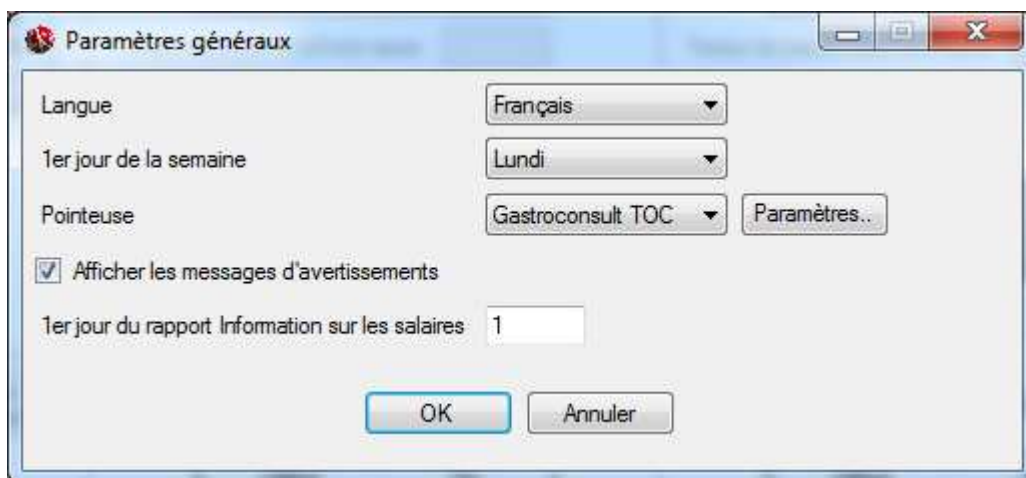 Paramètres généraux
Langue Français
1er jour de la semaine Lundi
Pointeuse Gastroconsult TOC Paramètres..
Afficher les messages d'avertissements
1er jour du rapport Information sur les salaires 1
OK Annuler